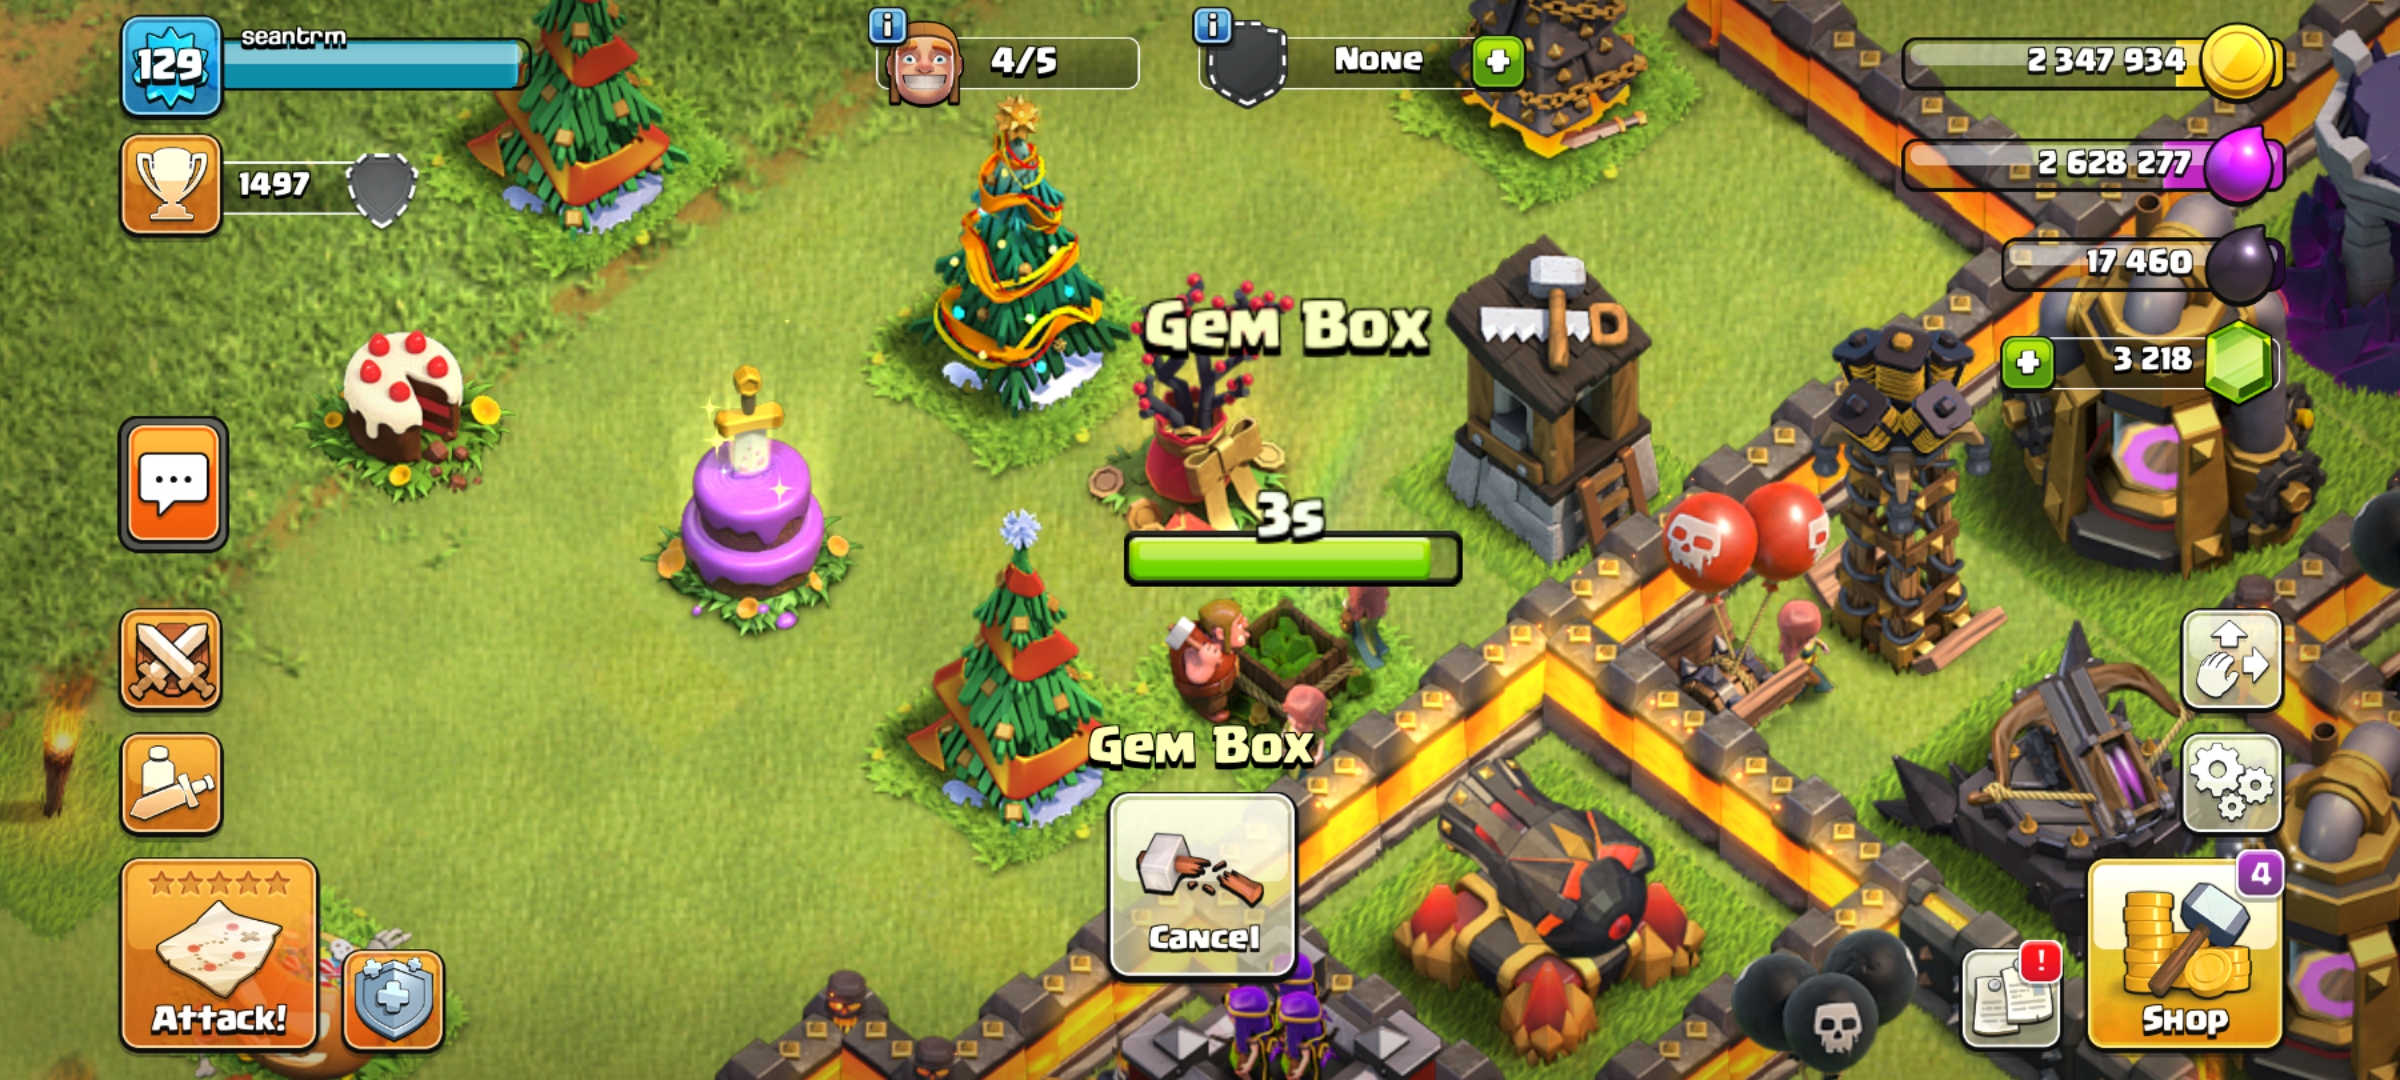 129
seantrm
4/5
None
2 347 934
1497
2 628 277
17 460
Gem Box
3 218
3s
Gem Box
Cancel
Attack!
4
!
Shop